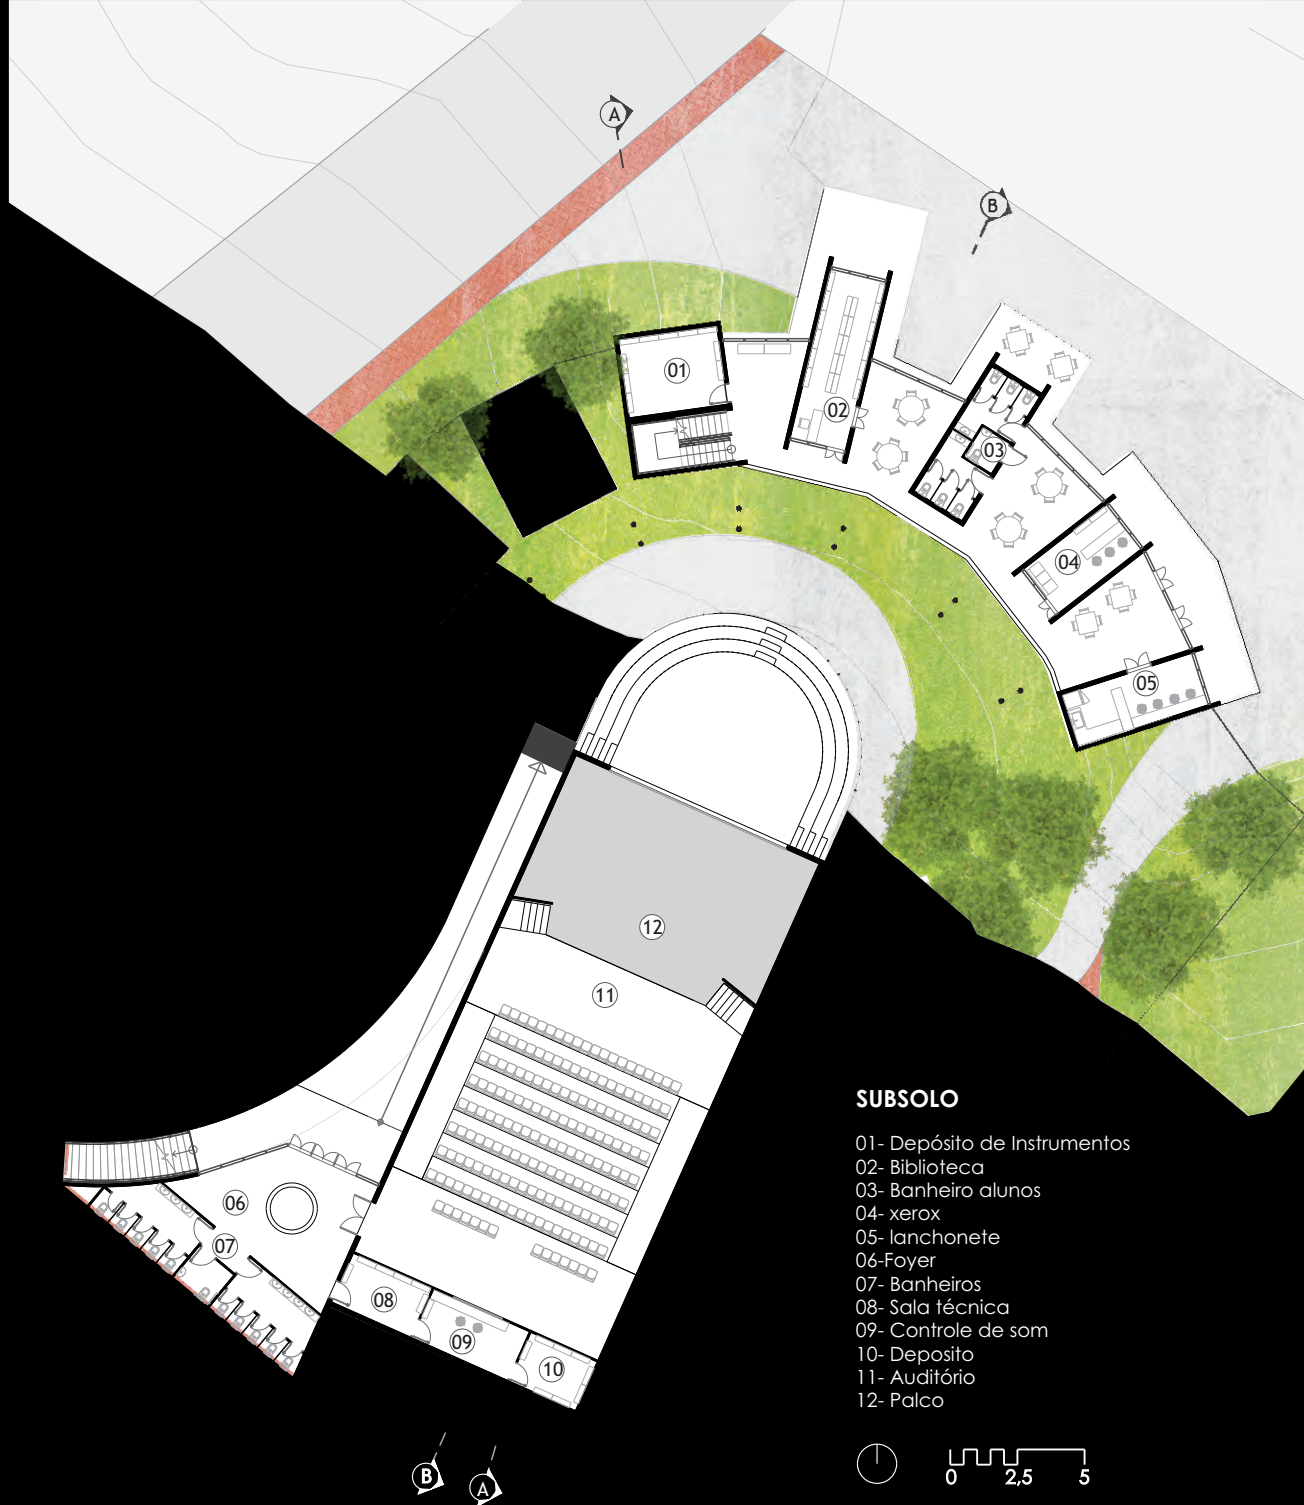 A
B
01
02
03
04
05
12
11
06
07
08
09
10
SUBSOLO
01- Depósito de Instrumentos
02- Biblioteca
03- Banheiro alunos
04- xerox
05- lanchonete
06-Foyer
07- Banheiros
08- Sala técnica
09- Controle de som
10- Deposito
11- Auditório
12- Palco
B
A
0 2,5 5